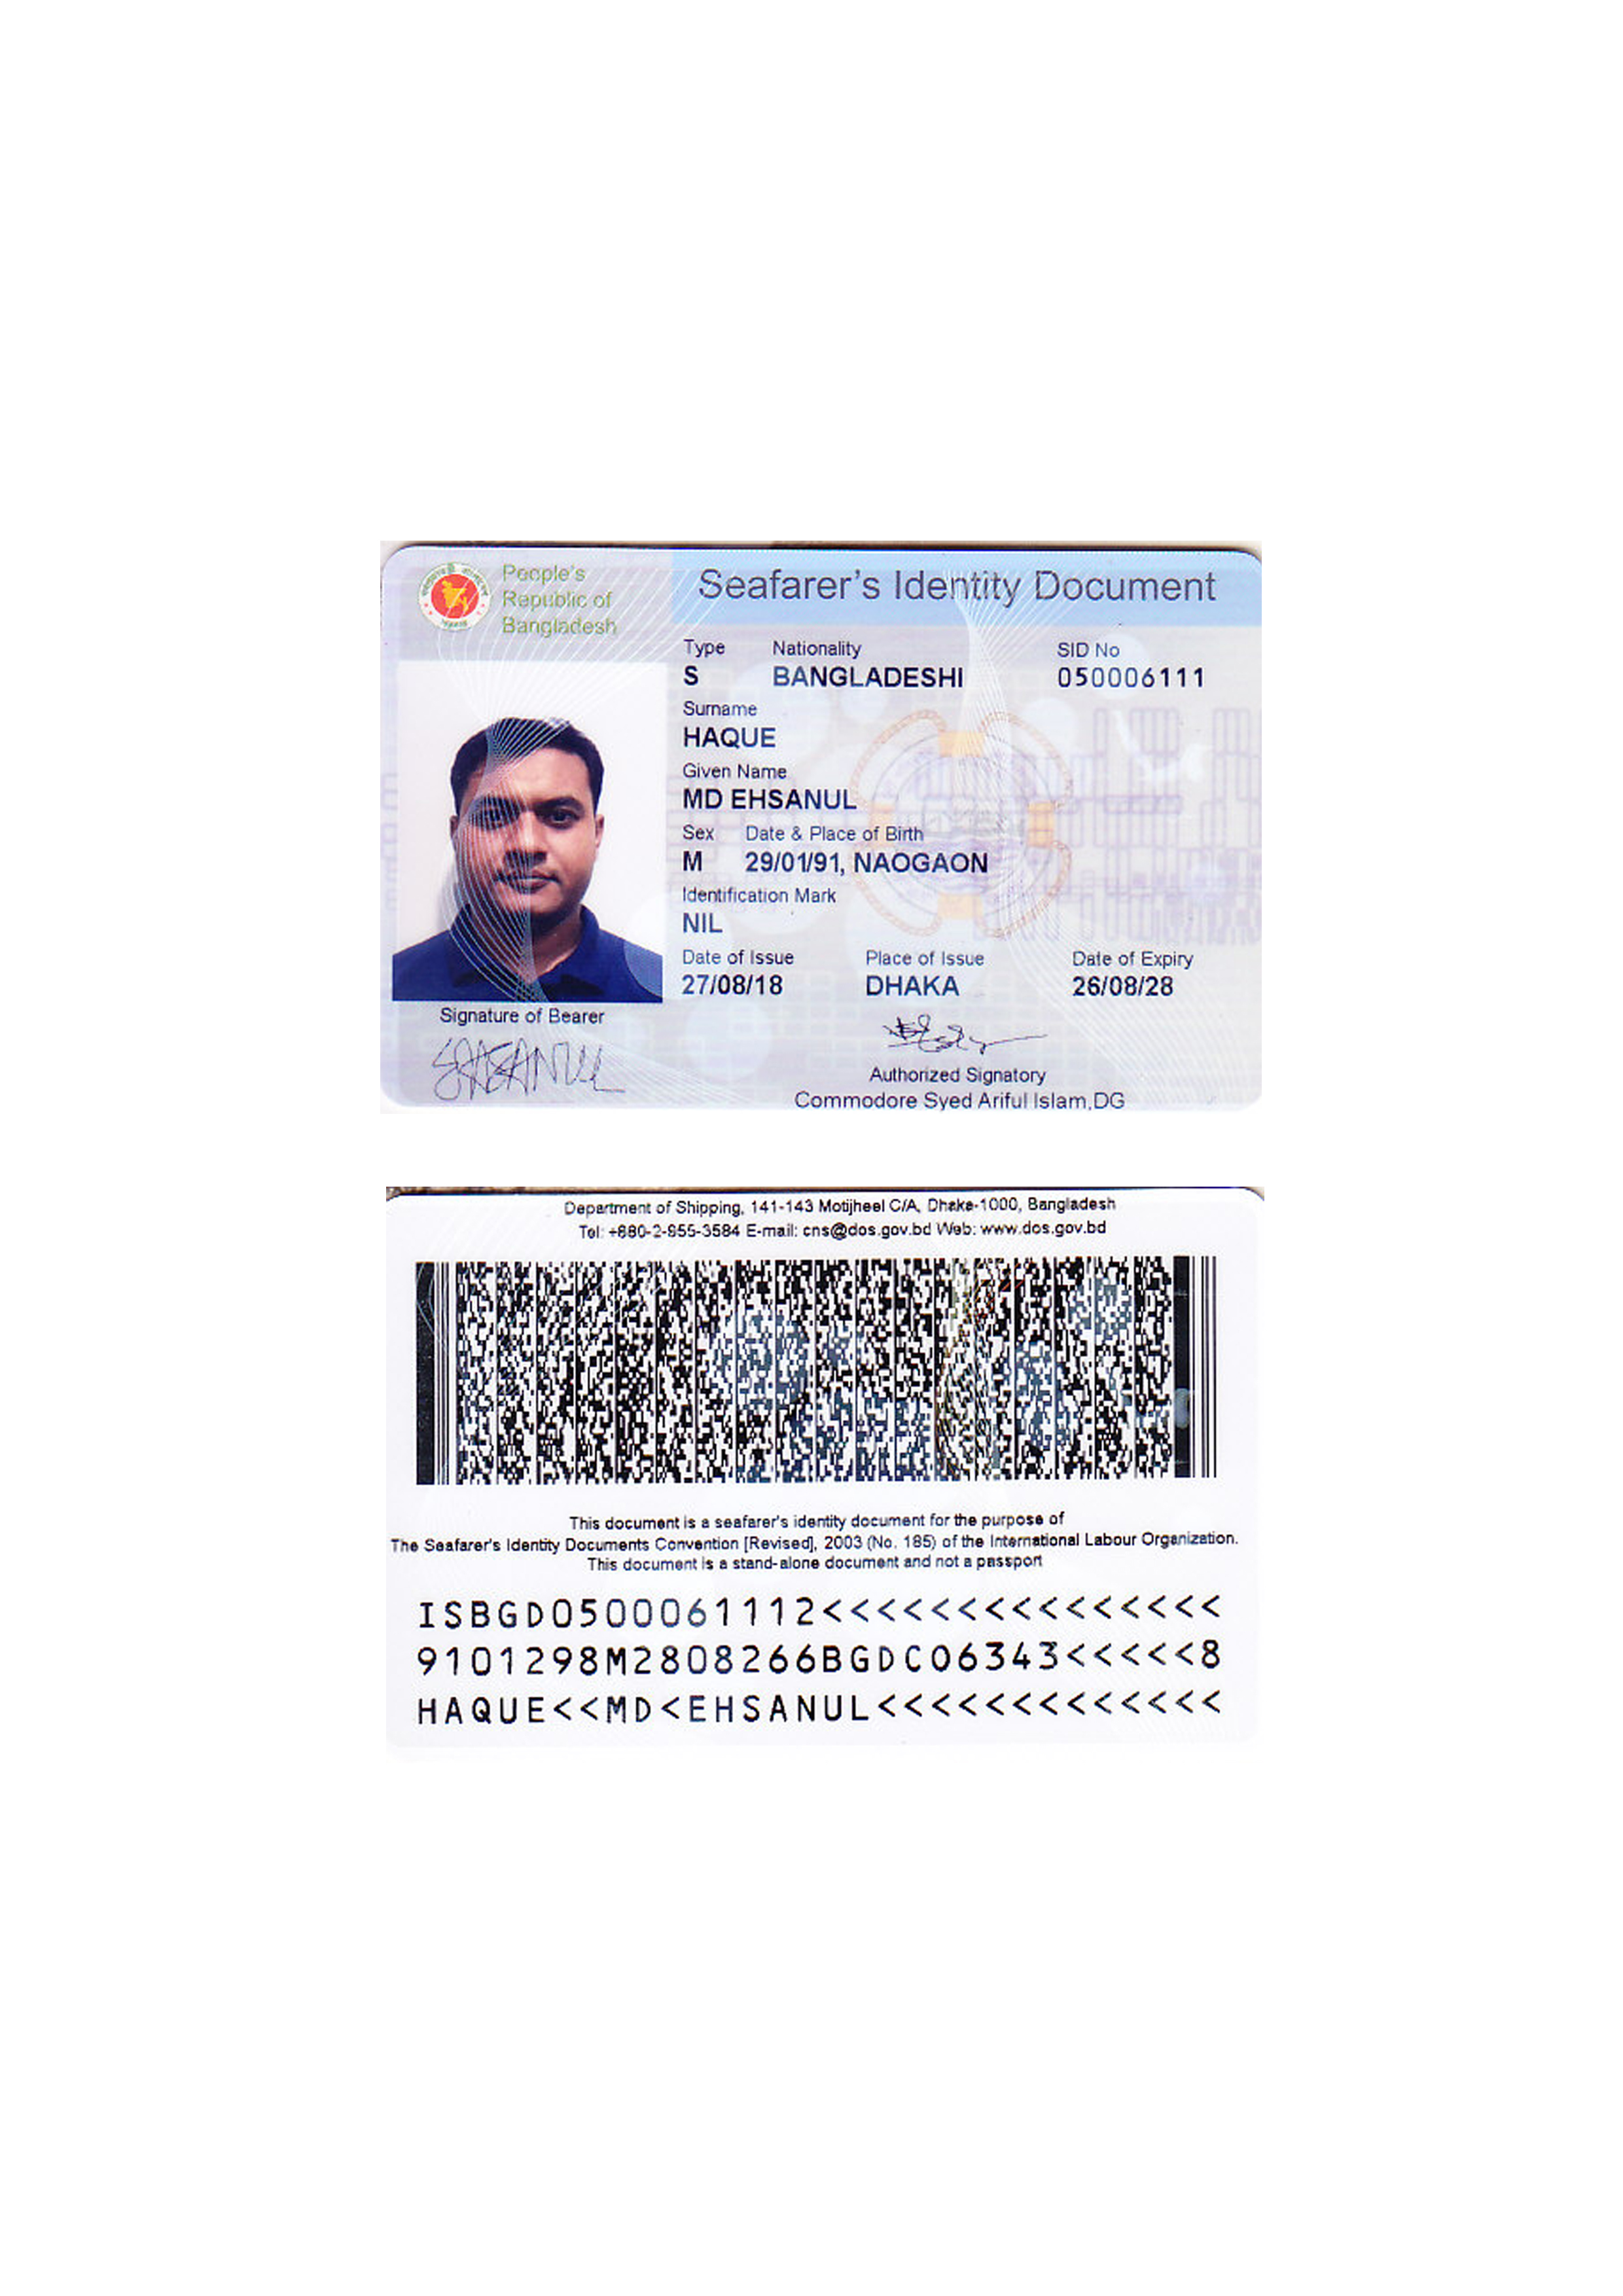 People's
Republic of
Bangladesh
Seafarer's Identity Document
Type Nationality SID No
S BANGLADESHI 050006111
Surname
HAQUE
Given Name
MD EHSANUL
Sex Date & Place of Birth
M 29/01/91, NAOGAON
Identification Mark
NIL
Date of Issue Place of Issue Date of Expiry
27/08/18 DHAKA 26/08/28
Signature of Bearer
EHSANUL
Authorized Signatory
Commodore Syed Ariful Islam,DG
Department of Shipping, 141-143 Motijheel C/A, Dhaka-1000, Bangladesh
Tel: +880-2-955-3584 E-mail: cns@dos.gov.bd Web: www.dos.gov.bd
This document is a seafarer's identity document for the purpose of
The Seafarer's Identity Documents Convention [Revised], 2003 (No. 185) of the International Labour Organization.
This document is a stand-alone document and not a passport
ISBGD0500061112<<<<<<<<<<<<<<<
9101298M2808266BGDC06343<<<<<8
HAQUE<<MD<EHSANUL<<<<<<<<<<<<<